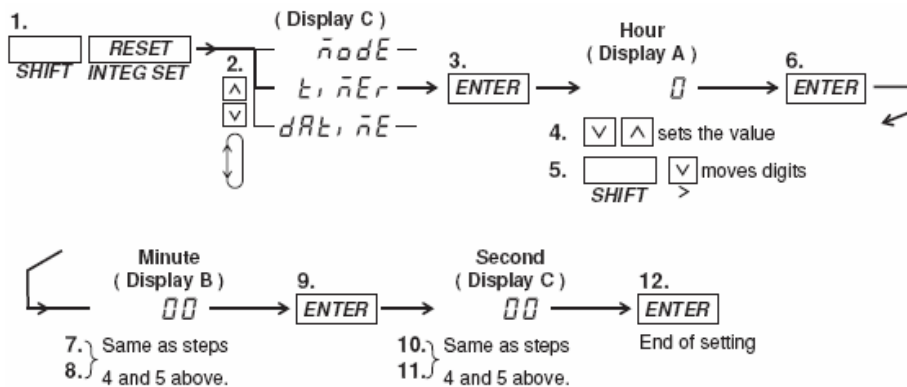 1.
SHIFT
RESET
INTEG SET
2.
( Display C )
modE
timEr
dAtimE
3.
ENTER
Hour
( Display A )
0
4. sets the value
5. SHIFT > moves digits
6.
ENTER
Minute
( Display B )
00
7. Same as steps
8. 4 and 5 above.
9.
ENTER
Second
( Display C )
00
10. Same as steps
11. 4 and 5 above.
12.
ENTER
End of setting